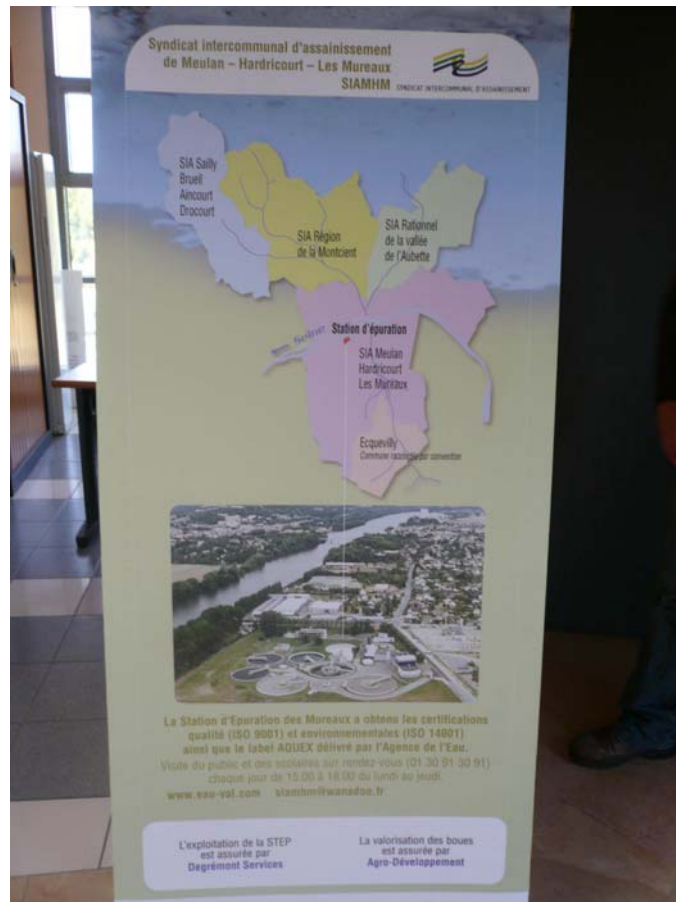 Syndicat intercommunal d'assainissement
de Meulan – Hardricourt – Les Mureaux
SIAMHM
SYNDICAT INTERCOMMUNAL D'ASSAINISSEMENT
SIA Sailly
Brueil
Aincourt
Drocourt
SIA Région
de la Montcient
SIA Rationnel
de la vallée
de l'Aubette
Station d'épuration
SIA Meulan
Hardricourt
Les Mureaux
Ecquevilly
Commune raccordée par convention
La Station d'Epuration des Mureaux a obtenu les certifications
qualité (ISO 9001) et environnementales (ISO 14001)
ainsi que le label AQUEX délivré par l'Agence de l'Eau.
Visite du public et des scolaires sur rendez-vous (01 30 91 30 91)
chaque jour de 15.00 à 18.00 du lundi au jeudi.
www.eau-val.com siamhm@wanadoo.fr
L'exploitation de la STEP
est assurée par
Degrémont Services
La valorisation des boues
est assurée par
Agro-Développement